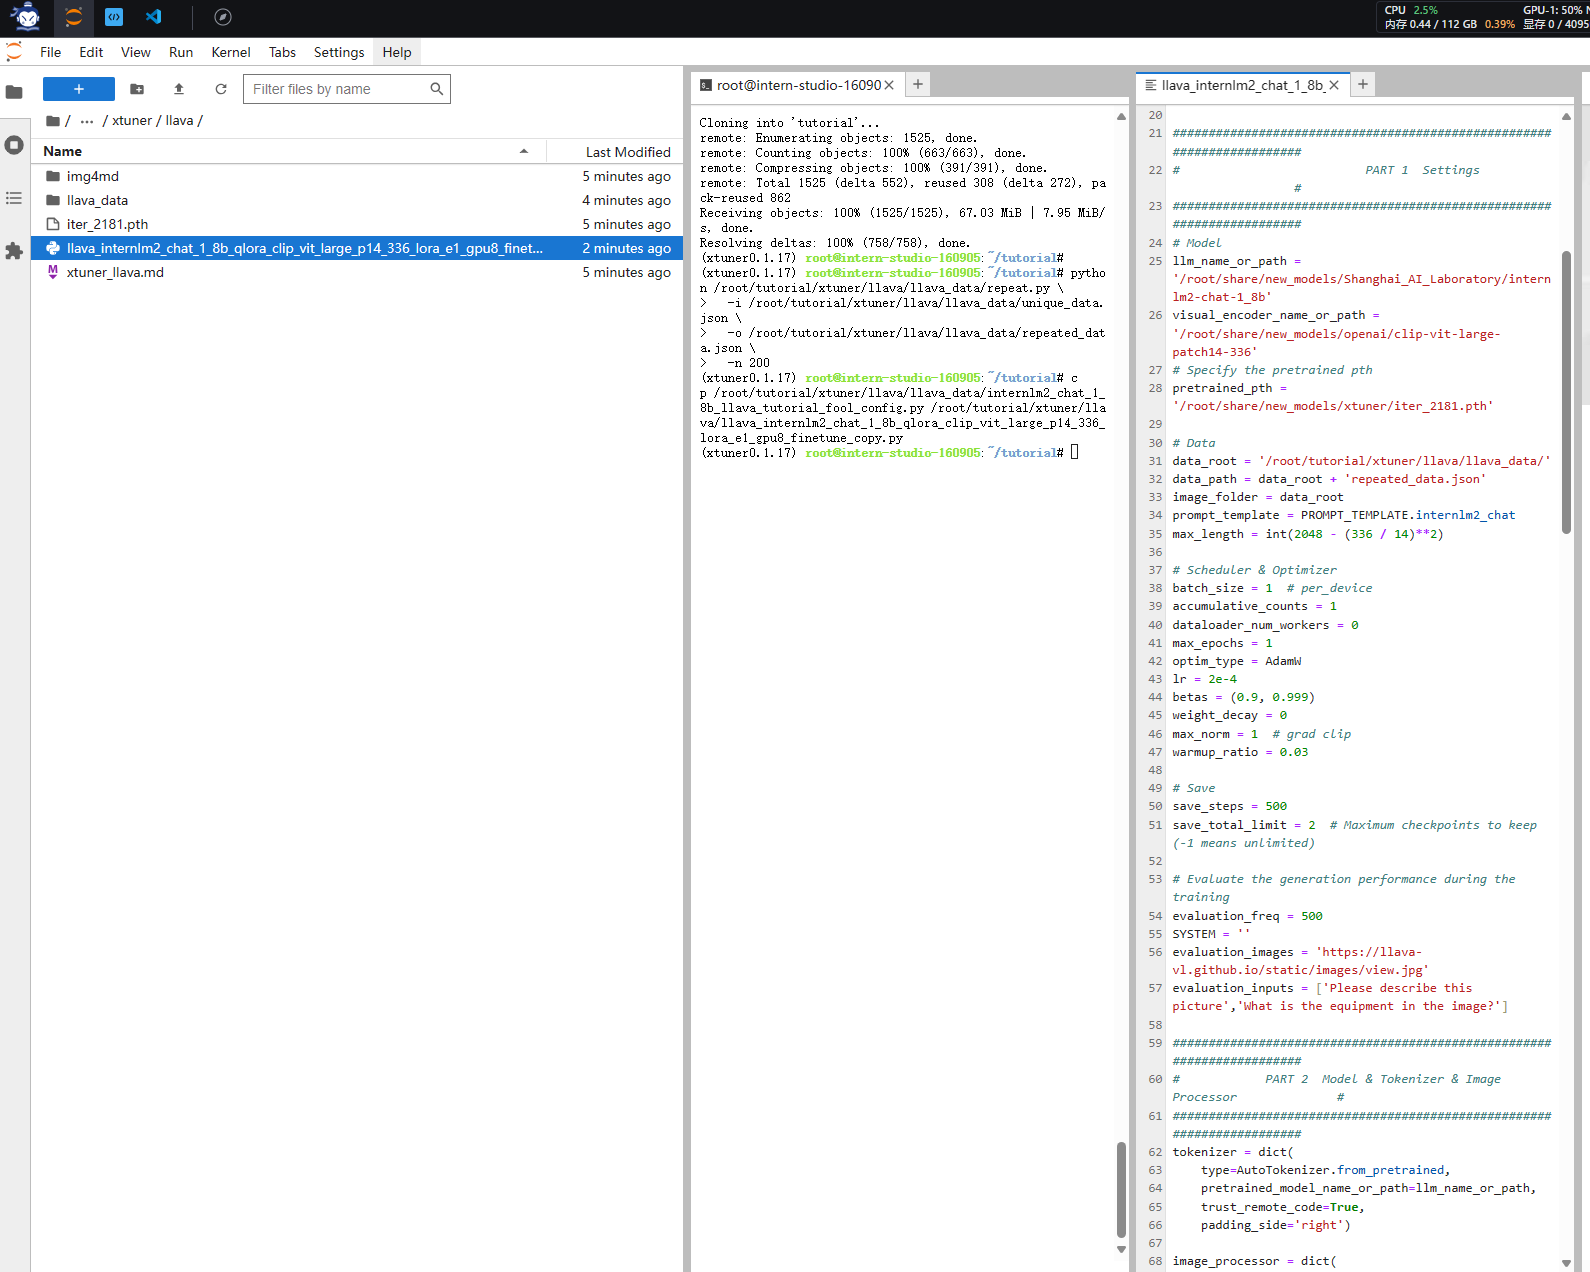 CPU 2.5%
GPU-1: 50%
内存 0.44 / 112 GB 0.39% 显存 0 / 4095
File Edit View Run Kernel Tabs Settings Help
+
Filter files by name
/ ··· / xtuner / llava /
Name Last Modified
img4md 5 minutes ago
llava_data 4 minutes ago
iter_2181.pth 5 minutes ago
llava_internlm2_chat_1_8b_qlora_clip_vit_large_p14_336_lora_e1_gpu8_finet... 2 minutes ago
xtuner_llava.md 5 minutes ago
root@intern-studio-16090
Cloning into 'tutorial'...
remote: Enumerating objects: 1525, done.
remote: Counting objects: 100% (663/663), done.
remote: Compressing objects: 100% (391/391), done.
remote: Total 1525 (delta 552), reused 308 (delta 272), pa
ck-reused 862
Receiving objects: 100% (1525/1525), 67.03 MiB | 7.95 MiB/
s, done.
Resolving deltas: 100% (758/758), done.
(xtuner0.1.17) root@intern-studio-160905:~/tutorial#
(xtuner0.1.17) root@intern-studio-160905:~/tutorial# pytho
n /root/tutorial/xtuner/llava/llava_data/repeat.py \
>   -i /root/tutorial/xtuner/llava/llava_data/unique_data.
json \
>   -o /root/tutorial/xtuner/llava/llava_data/repeated_dat
a.json \
>   -n 200
(xtuner0.1.17) root@intern-studio-160905:~/tutorial# c
p /root/tutorial/xtuner/llava/llava_data/internlm2_chat_1_
8b_llava_tutorial_fool_config.py /root/tutorial/xtuner/lla
va/llava_internlm2_chat_1_8b_qlora_clip_vit_large_p14_336_
lora_e1_gpu8_finetune_copy.py
(xtuner0.1.17) root@intern-studio-160905:~/tutorial#
llava_internlm2_chat_1_8b_
20
21 #####################################################
##################
22 #                          PART 1  Settings
#
23 #####################################################
##################
24 # Model
25 llm_name_or_path =
'/root/share/new_models/Shanghai_AI_Laboratory/intern
lm2-chat-1_8b'
26 visual_encoder_name_or_path =
'/root/share/new_models/openai/clip-vit-large-
patch14-336'
27 # Specify the pretrained pth
28 pretrained_pth =
'/root/share/new_models/xtuner/iter_2181.pth'
29
30 # Data
31 data_root = '/root/tutorial/xtuner/llava/llava_data/'
32 data_path = data_root + 'repeated_data.json'
33 image_folder = data_root
34 prompt_template = PROMPT_TEMPLATE.internlm2_chat
35 max_length = int(2048 - (336 / 14)**2)
36
37 # Scheduler & Optimizer
38 batch_size = 1  # per_device
39 accumulative_counts = 1
40 dataloader_num_workers = 0
41 max_epochs = 1
42 optim_type = AdamW
43 lr = 2e-4
44 betas = (0.9, 0.999)
45 weight_decay = 0
46 max_norm = 1  # grad clip
47 warmup_ratio = 0.03
48
49 # Save
50 save_steps = 500
51 save_total_limit = 2  # Maximum checkpoints to keep
(-1 means unlimited)
52
53 # Evaluate the generation performance during the
training
54 evaluation_freq = 500
55 SYSTEM = ''
56 evaluation_images = 'https://llava-
vl.github.io/static/images/view.jpg'
57 evaluation_inputs = ['Please describe this
picture','What is the equipment in the image?']
58
59 #####################################################
##################
60 #            PART 2  Model & Tokenizer & Image
Processor              #
61 #####################################################
##################
62 tokenizer = dict(
63     type=AutoTokenizer.from_pretrained,
64     pretrained_model_name_or_path=llm_name_or_path,
65     trust_remote_code=True,
66     padding_side='right')
67
68 image_processor = dict(